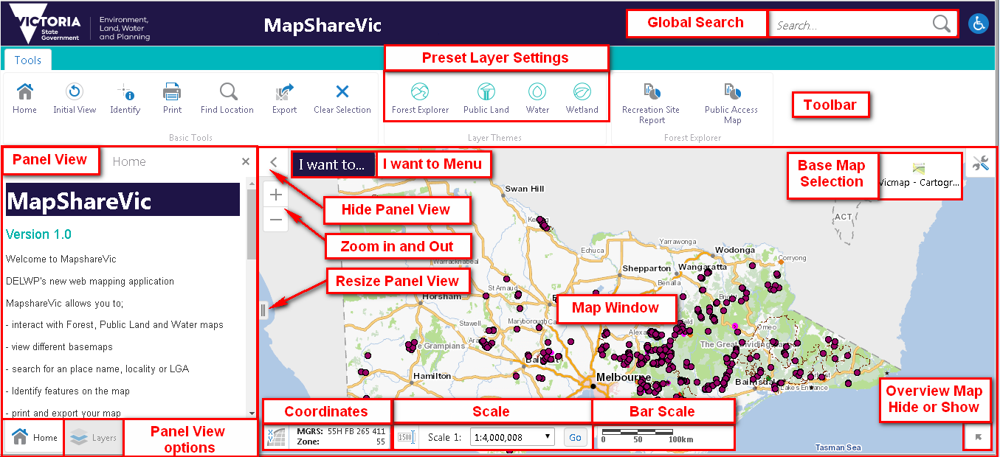 VICTORIA
State
Government
Environment,
Land, Water
and Planning
MapShareVic
Global Search
Search...
Tools
Preset Layer Settings
Home
Initial View
Identify
Print
Find Location
Export
Clear Selection
Basic Tools
Forest Explorer
Public Land
Water
Wetland
Layer Themes
Recreation Site
Report
Public Access
Map
Forest Explorer
Toolbar
Panel View
Home
MapShareVic
Version 1.0
Welcome to MapshareVic
DELWP's new web mapping application
MapshareVic allows you to;
- interact with Forest, Public Land and Water maps
- view different basemaps
- search for an place name, locality or LGA
- Identify features on the map
- print and export your map
Home
Layers
Panel View
options
I want to...
I want to Menu
Hide Panel View
Zoom in and Out
Resize Panel View
Base Map
Selection
Vicmap - Cartogr...
Map Window
Swan Hill
ACT
Echuca
Yarrawonga
Wodonga
Corryong
Shepparton
Wangaratta
Benalla
Warracknabeal
St Arnaud
Horsham
Bright
Stawell
Maryborough
Omeo
The Great Dividing
Grampians
Hamilton
Melbourne
Lake's Entrance
Tasman Sea
Coordinates
MGRS: 55H FB 265 411
Zone: 55
Scale
1:500
Scale 1:
1:4,000,008
Go
Bar Scale
0 50 100km
Overview Map
Hide or Show